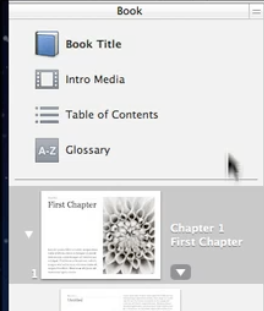 Book
Book Title
Intro Media
Table of Contents
A-Z Glossary
First Chapter
Chapter 1
First Chapter
1